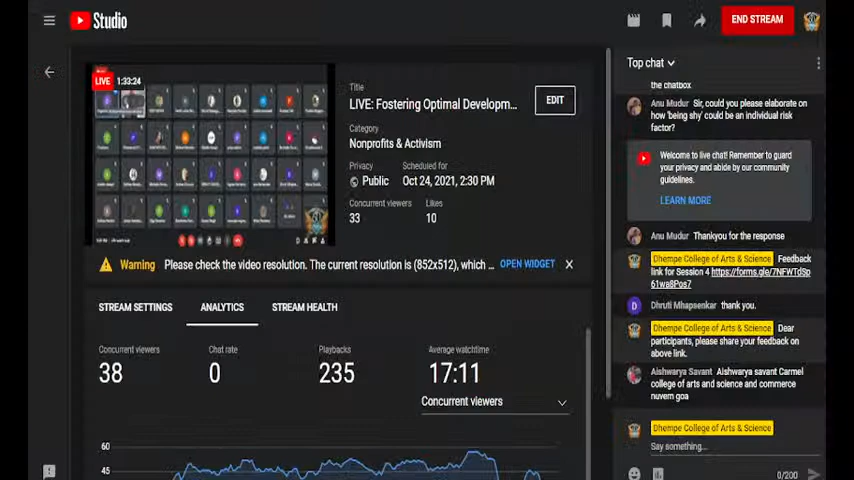 Studio
END STREAM
LIVE 1:33:24
Title
LIVE: Fostering Optimal Developm...
EDIT
Category
Nonprofits & Activism
Privacy
Scheduled for
Public
Oct 24, 2021, 2:30 PM
Concurrent viewers
Likes
33
10
Warning Please check the video resolution. The current resolution is (852x512), which ... OPEN WIDGET
STREAM SETTINGS
ANALYTICS
STREAM HEALTH
Concurrent viewers
Chat rate
Playbacks
Average watchtime
38
0
235
17:11
Concurrent viewers
60
45
Top chat
the chatbox
Anu Mudur Sir, could you please elaborate on
how 'being shy' could be an individual risk
factor?
Welcome to live chat! Remember to guard
your privacy and abide by our community
guidelines.
LEARN MORE
Anu Mudur Thankyou for the response
Dhempe College of Arts & Science Feedback
link for Session 4 https://forms.gle/7NFWTdSp
61wa8Pos7
D Dhruti Mhapsenkar thank you.
Dhempe College of Arts & Science Dear
participants, please share your feedback on
above link.
Aishwarya Savant Aishwarya savant Carmel
college of arts and science and commerce
nuvem goa
Dhempe College of Arts & Science
Say something...
0/200